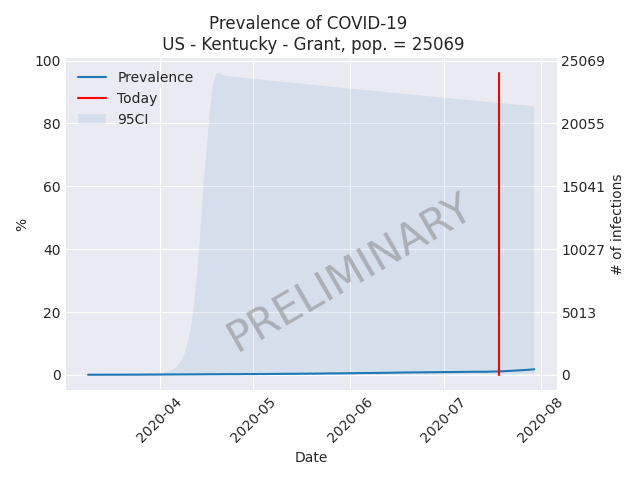 Prevalence of COVID-19
US - Kentucky - Grant, pop. = 25069
100
80
60
40
20
0
%
25069
20055
15041
10027
5013
0
# of infections
Prevalence
Today
95CI
PRELIMINARY
2020-04
2020-05
2020-06
2020-07
2020-08
Date